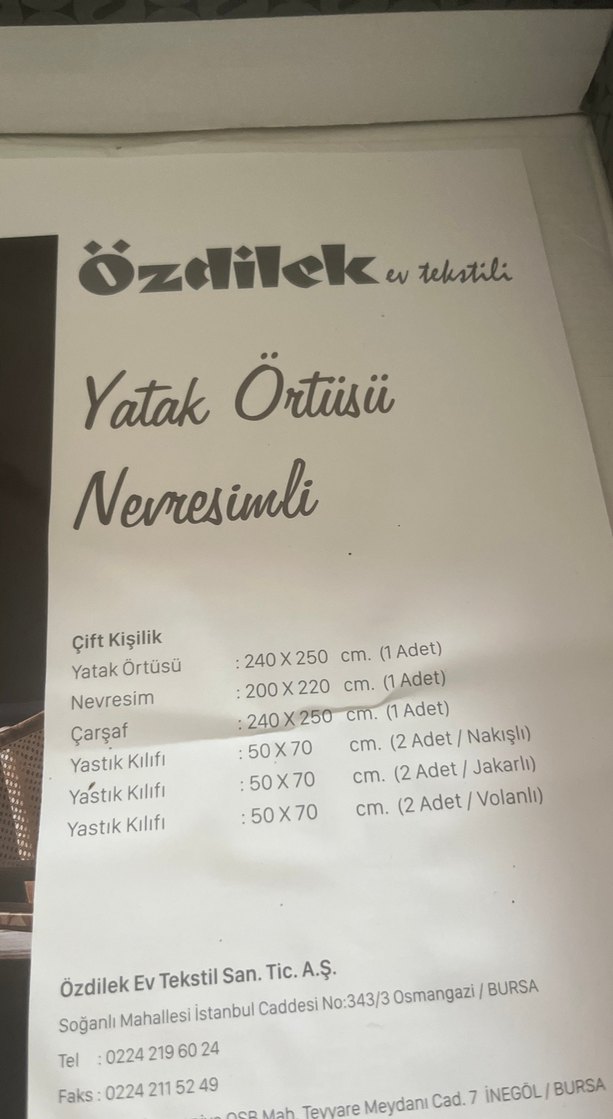 Özdilek ev tekstili
Yatak Örtüsü
Nevresimli
Çift Kişilik
Yatak Örtüsü : 240 X 250 cm. (1 Adet)
Nevresim : 200 X 220 cm. (1 Adet)
Çarşaf : 240 X 250 cm. (1 Adet)
Yastık Kılıfı : 50 X 70 cm. (2 Adet / Nakışlı)
Yastık Kılıfı : 50 X 70 cm. (2 Adet / Jakarlı)
Yastık Kılıfı : 50 X 70 cm. (2 Adet / Volanlı)
Özdilek Ev Tekstil San. Tic. A.Ş.
Soğanlı Mahallesi İstanbul Caddesi No:343/3 Osmangazi / BURSA
Tel : 0224 219 60 24
Faks : 0224 211 52 49
OSB Mah. Teyyare Meydanı Cad. 7 İNEGÖL / BURSA